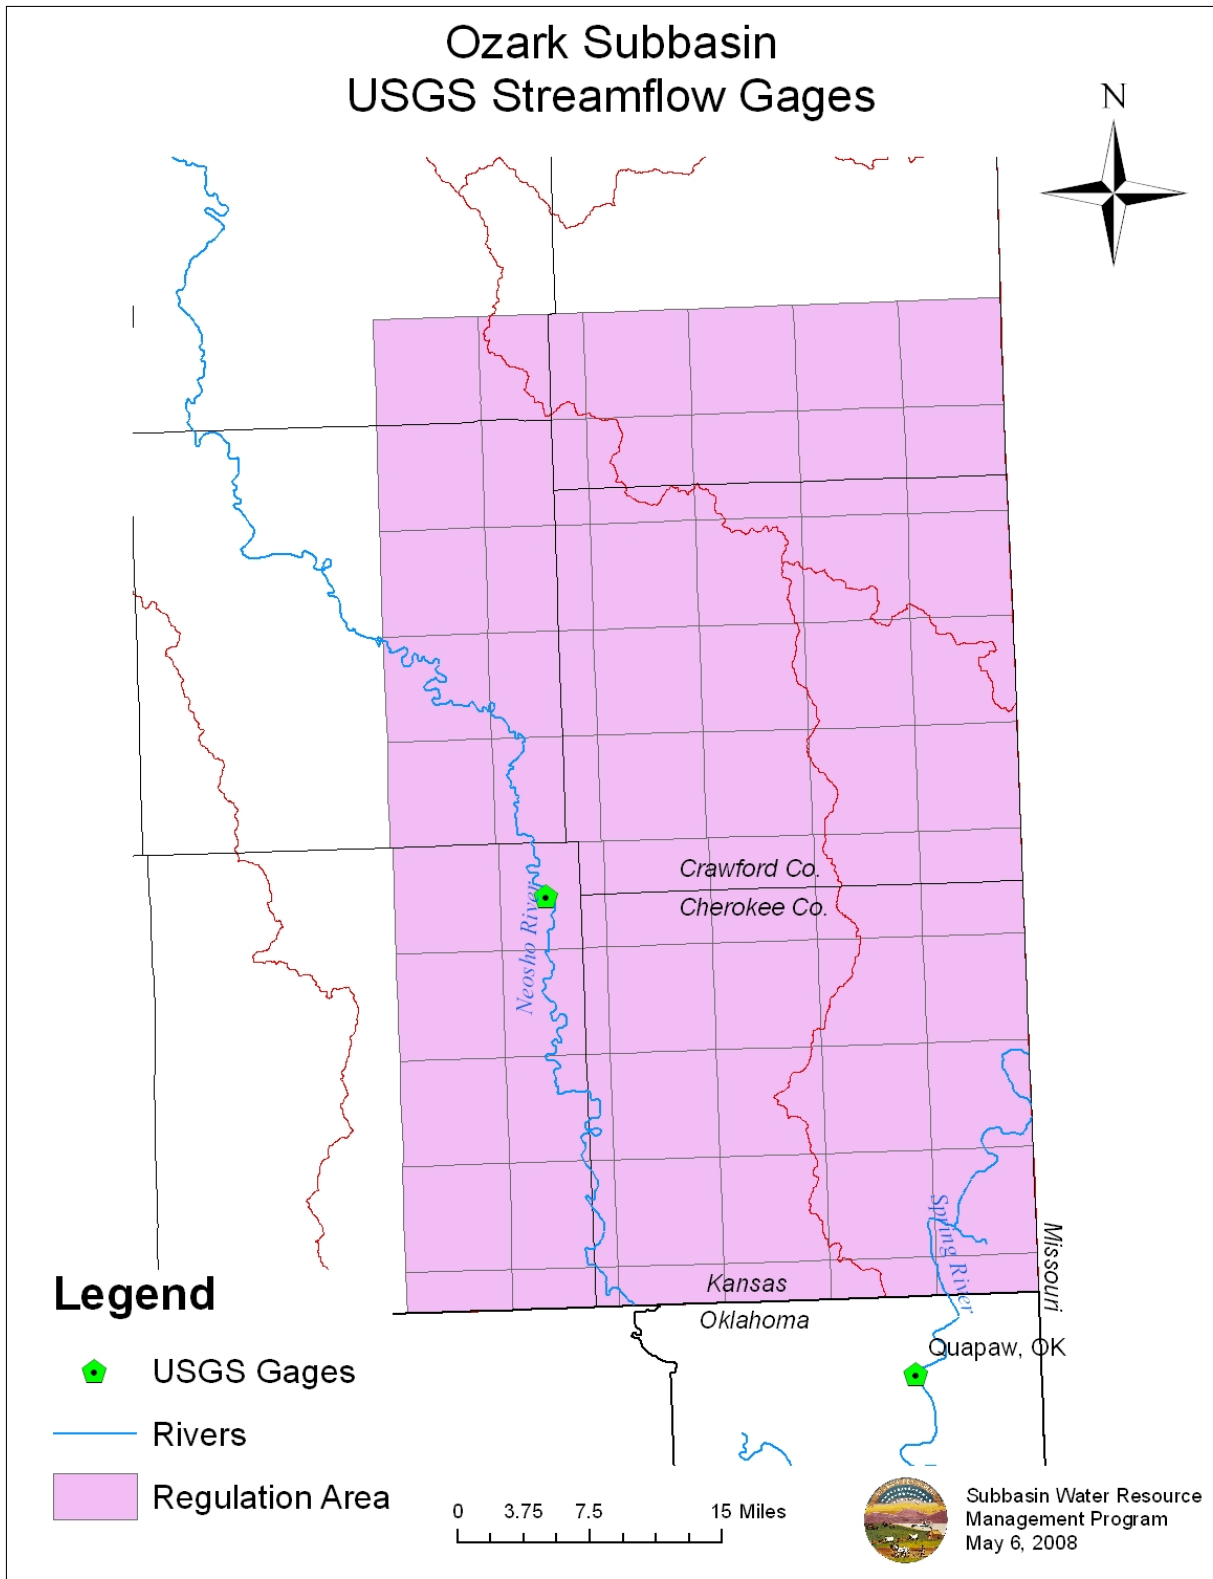 Ozark Subbasin
USGS Streamflow Gages
N
Crawford Co.
Cherokee Co.
Neosho River
Spring River
Missouri
Kansas
Oklahoma
Quapaw, OK
Legend
USGS Gages
Rivers
Regulation Area
0 3.75 7.5 15 Miles
Subbasin Water Resource
Management Program
May 6, 2008